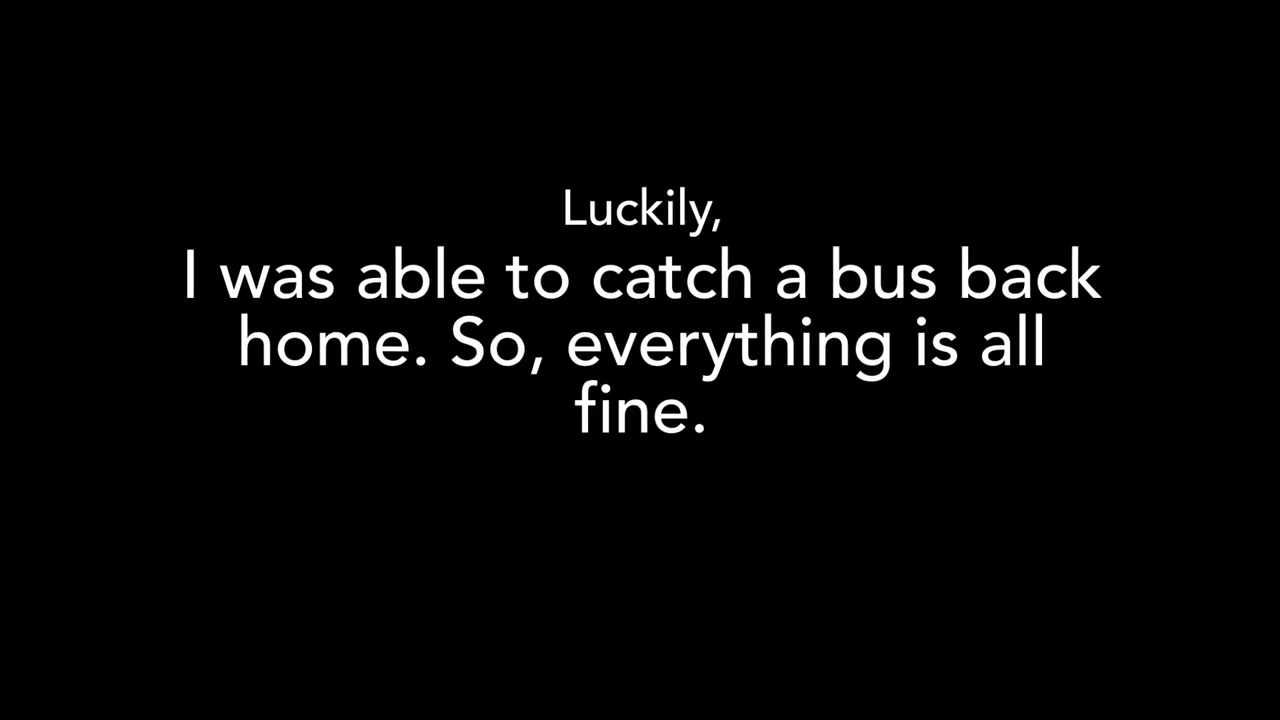 Luckily,
I was able to catch a bus back
home. So, everything is all
fine.